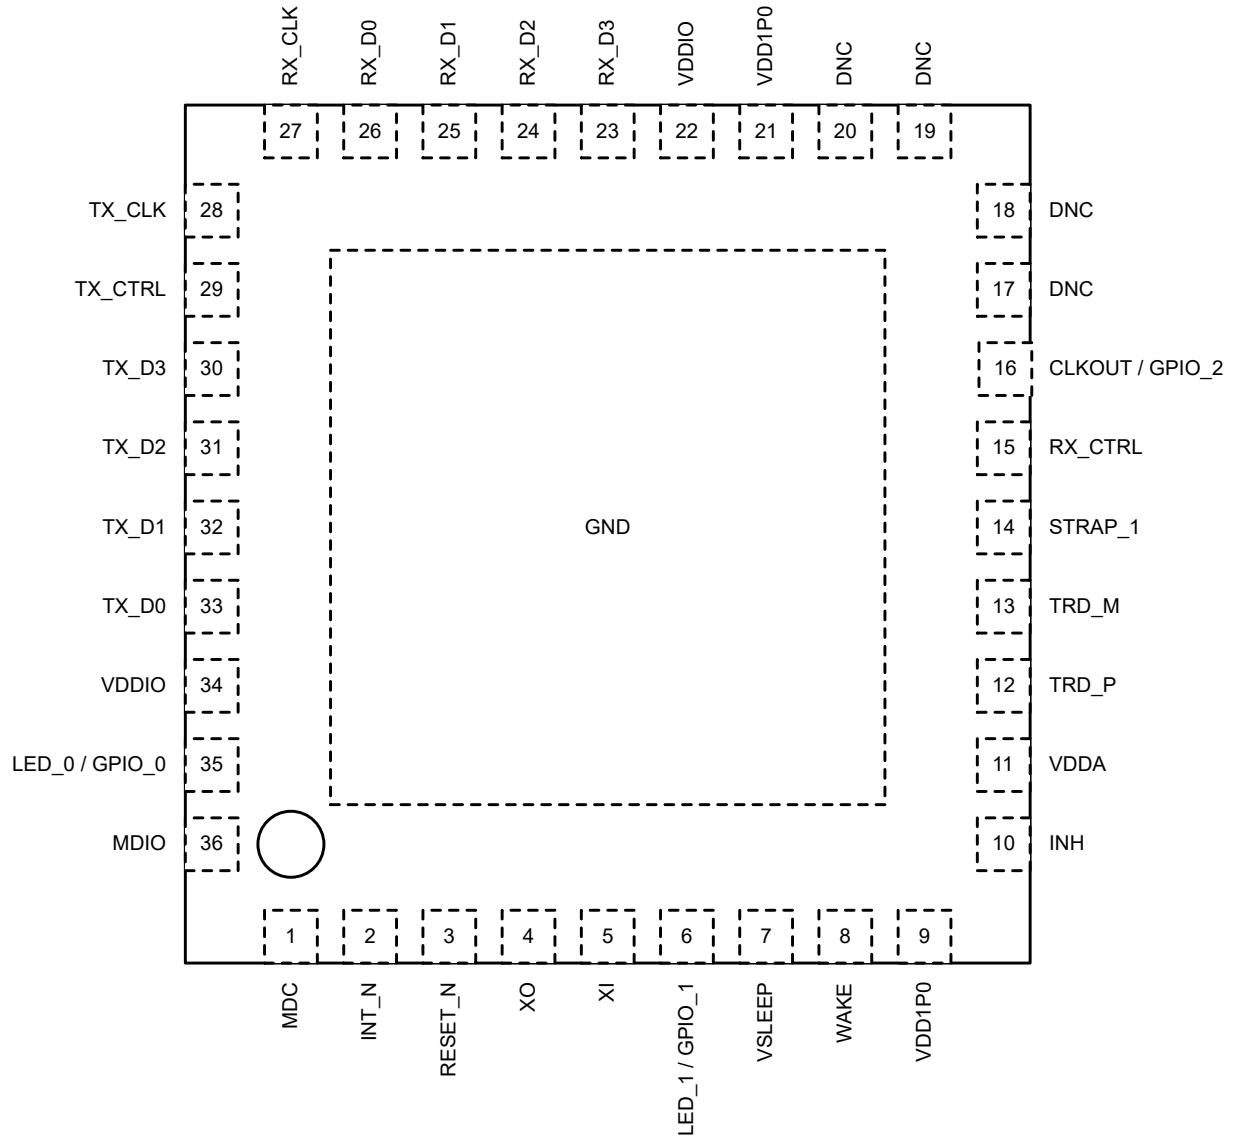 RX_CLK
RX_D0
RX_D1
RX_D2
RX_D3
VDDIO
VDD1P0
DNC
DNC
27
26
25
24
23
22
21
20
19
TX_CLK 28
18 DNC
TX_CTRL 29
17 DNC
TX_D3 30
16 CLKOUT / GPIO_2
TX_D2 31
15 RX_CTRL
TX_D1 32
GND
14 STRAP_1
TX_D0 33
13 TRD_M
VDDIO 34
12 TRD_P
LED_0 / GPIO_0 35
11 VDDA
MDIO 36
10 INH
1
2
3
4
5
6
7
8
9
MDC
INT_N
RESET_N
XO
XI
LED_1 / GPIO_1
VSLEEP
WAKE
VDD1P0